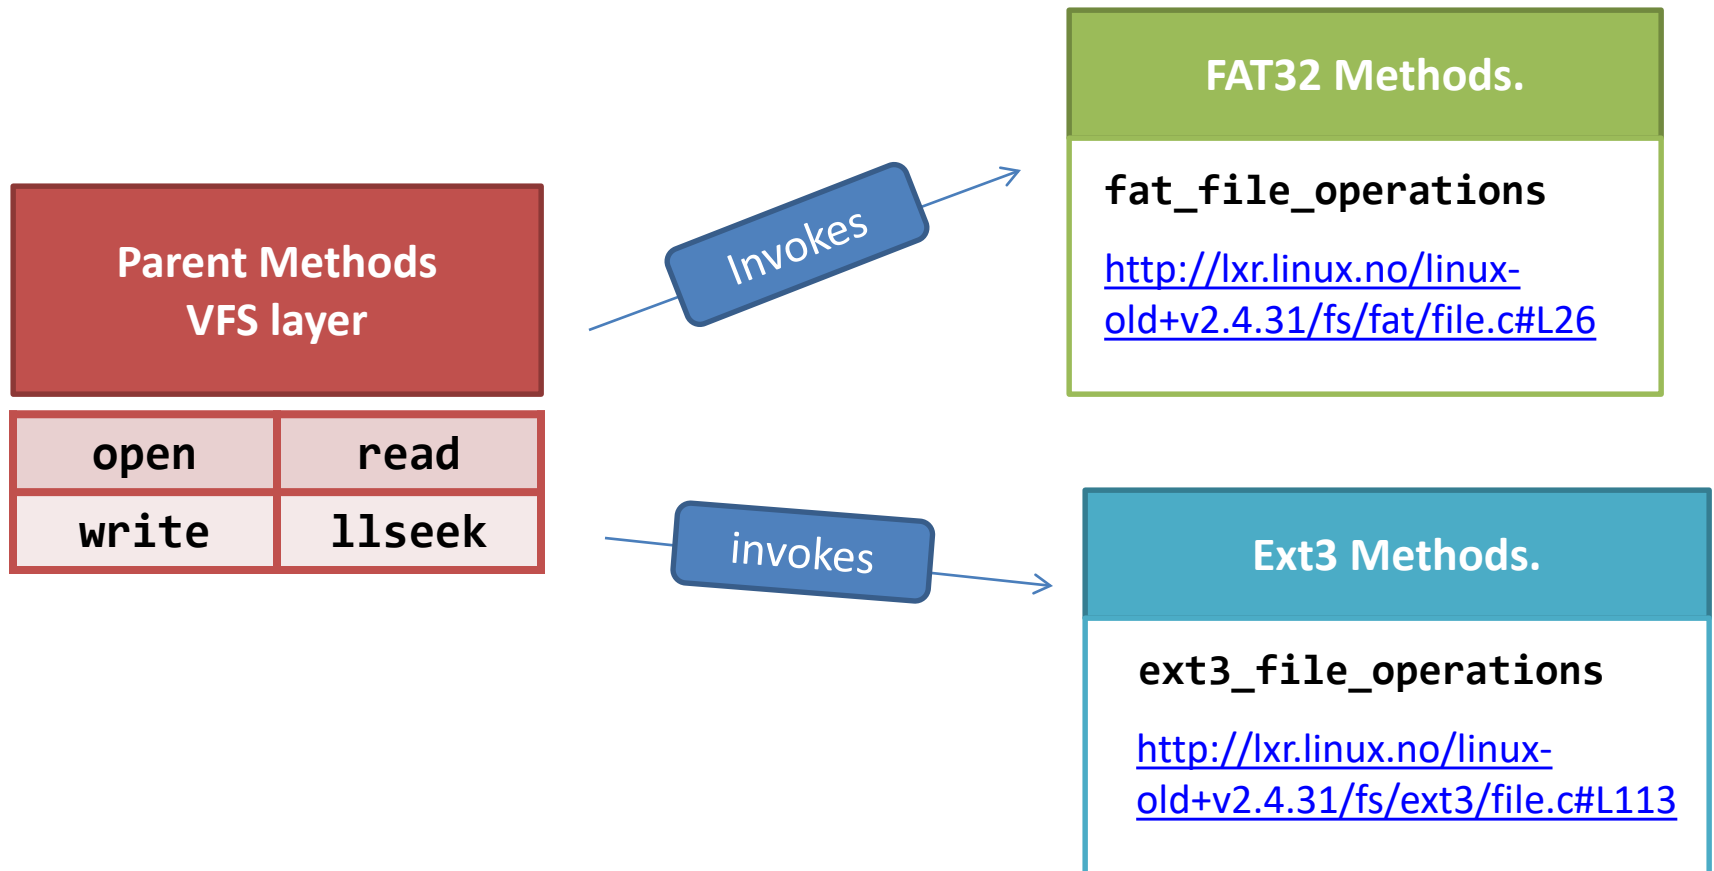 Parent Methods
VFS layer
open read
write llseek
Invokes
invokes
FAT32 Methods.
fat_file_operations
http://lxr.linux.no/linux-
old+v2.4.31/fs/fat/file.c#L26
Ext3 Methods.
ext3_file_operations
http://lxr.linux.no/linux-
old+v2.4.31/fs/ext3/file.c#L113